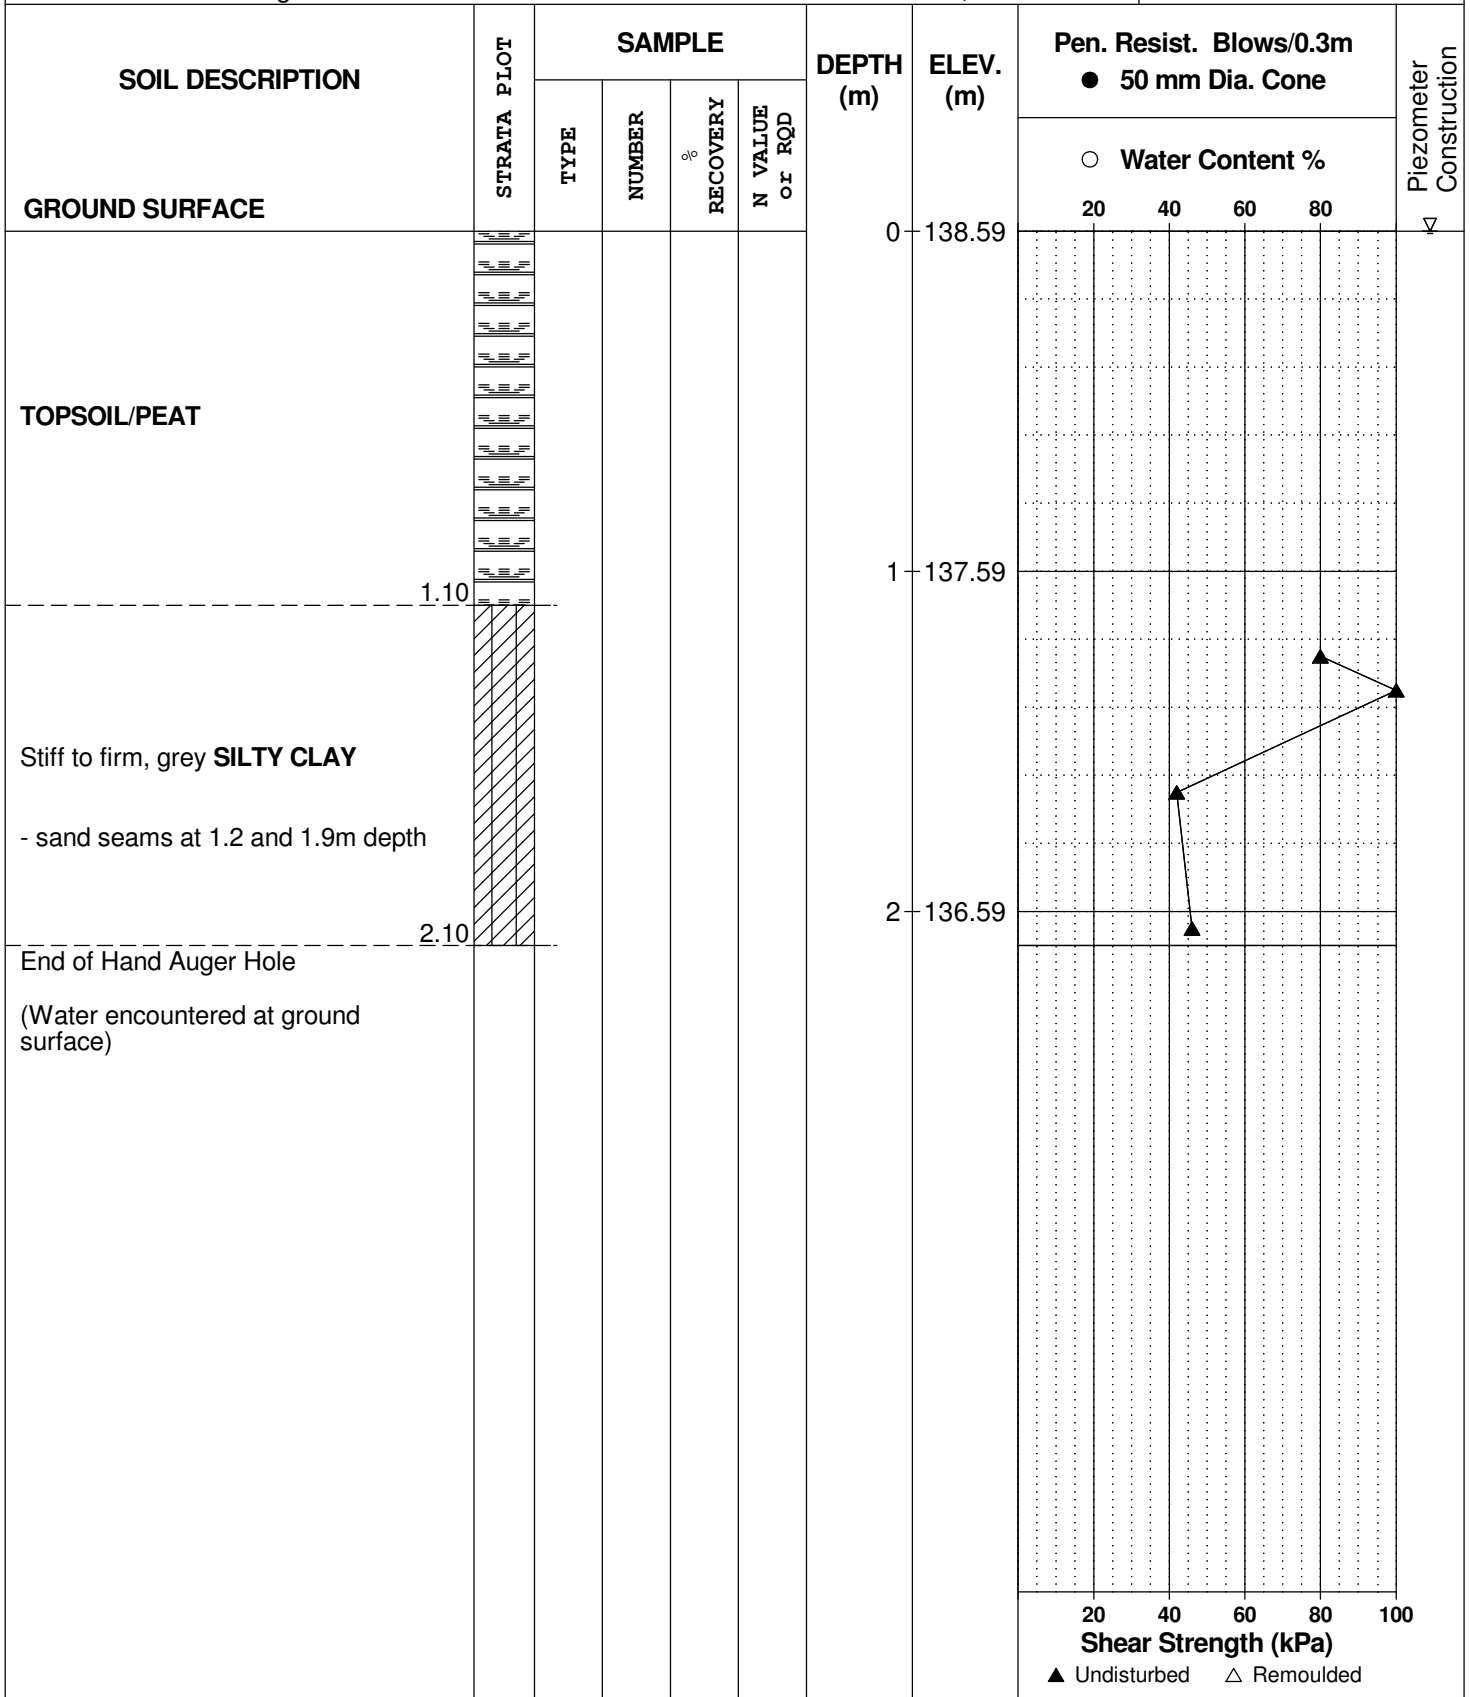 SOIL DESCRIPTION
GROUND SURFACE
STRATA PLOT
SAMPLE
TYPE
NUMBER
%
RECOVERY
N VALUE
or RQD
DEPTH
(m)
ELEV.
(m)
Pen. Resist. Blows/0.3m
● 50 mm Dia. Cone
○ Water Content %
20 40 60 80
Piezometer
Construction
0 138.59
TOPSOIL/PEAT
1 137.59
1.10
Stiff to firm, grey SILTY CLAY
- sand seams at 1.2 and 1.9m depth
2 136.59
2.10
End of Hand Auger Hole
(Water encountered at ground
surface)
20 40 60 80 100
Shear Strength (kPa)
▲ Undisturbed △ Remoulded